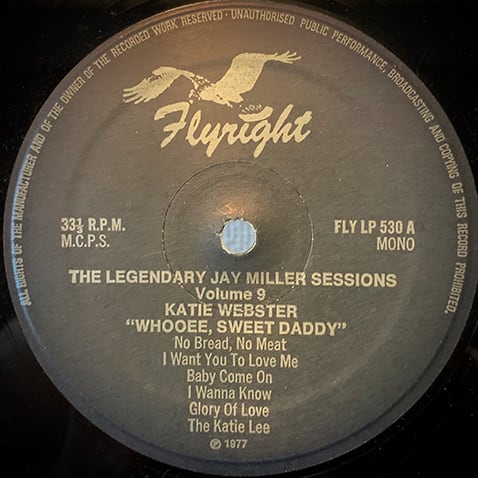 ALL RIGHTS OF THE MANUFACTURER AND OF THE OWNER OF THE RECORDED WORK RESERVED · UNAUTHORISED PUBLIC PERFORMANCE, BROADCASTING AND COPYING OF THIS RECORD PROHIBITED.
Flyright
33⅓ R.P.M.
M.C.P.S.
FLY LP 530 A
MONO
THE LEGENDARY JAY MILLER SESSIONS
Volume 9
KATIE WEBSTER
"WHOOEE, SWEET DADDY"
No Bread, No Meat
I Want You To Love Me
Baby Come On
I Wanna Know
Glory Of Love
The Katie Lee
℗ 1977